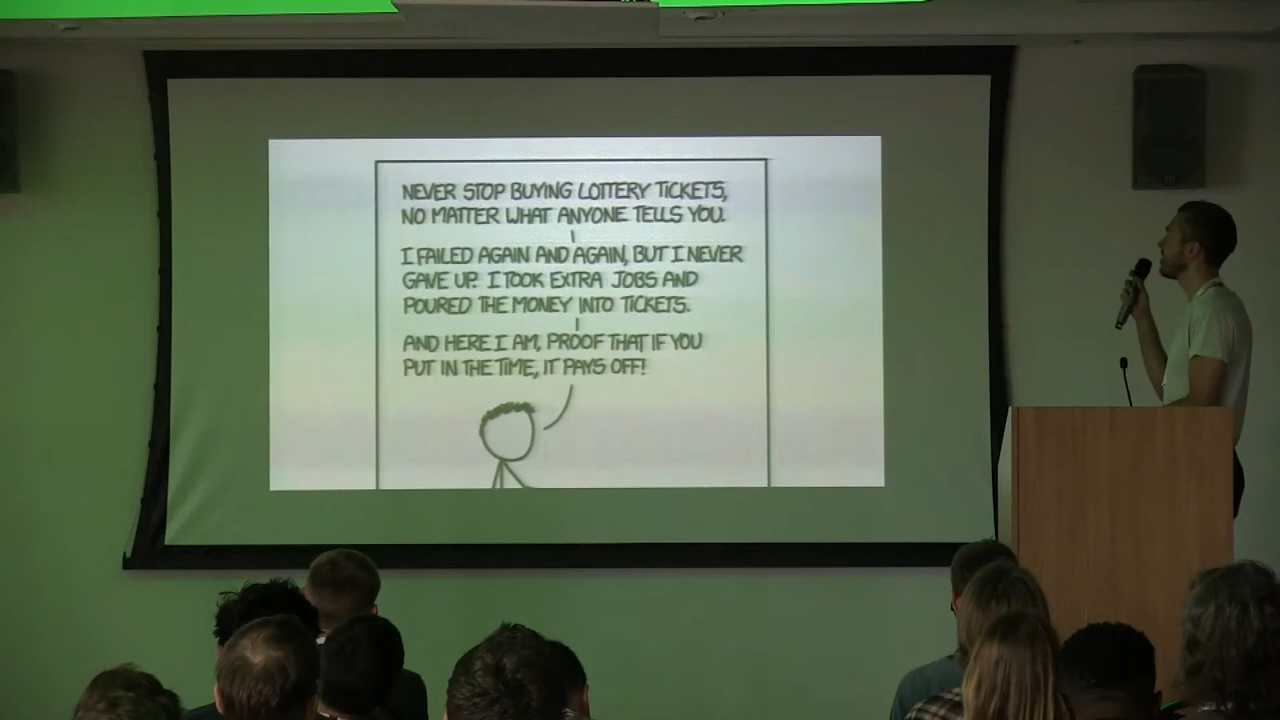 NEVER STOP BUYING LOTTERY TICKETS,
NO MATTER WHAT ANYONE TELLS YOU.
I FAILED AGAIN AND AGAIN, BUT I NEVER
GAVE UP. I TOOK EXTRA JOBS AND
POURED THE MONEY INTO TICKETS.
AND HERE I AM, PROOF THAT IF YOU
PUT IN THE TIME, IT PAYS OFF!